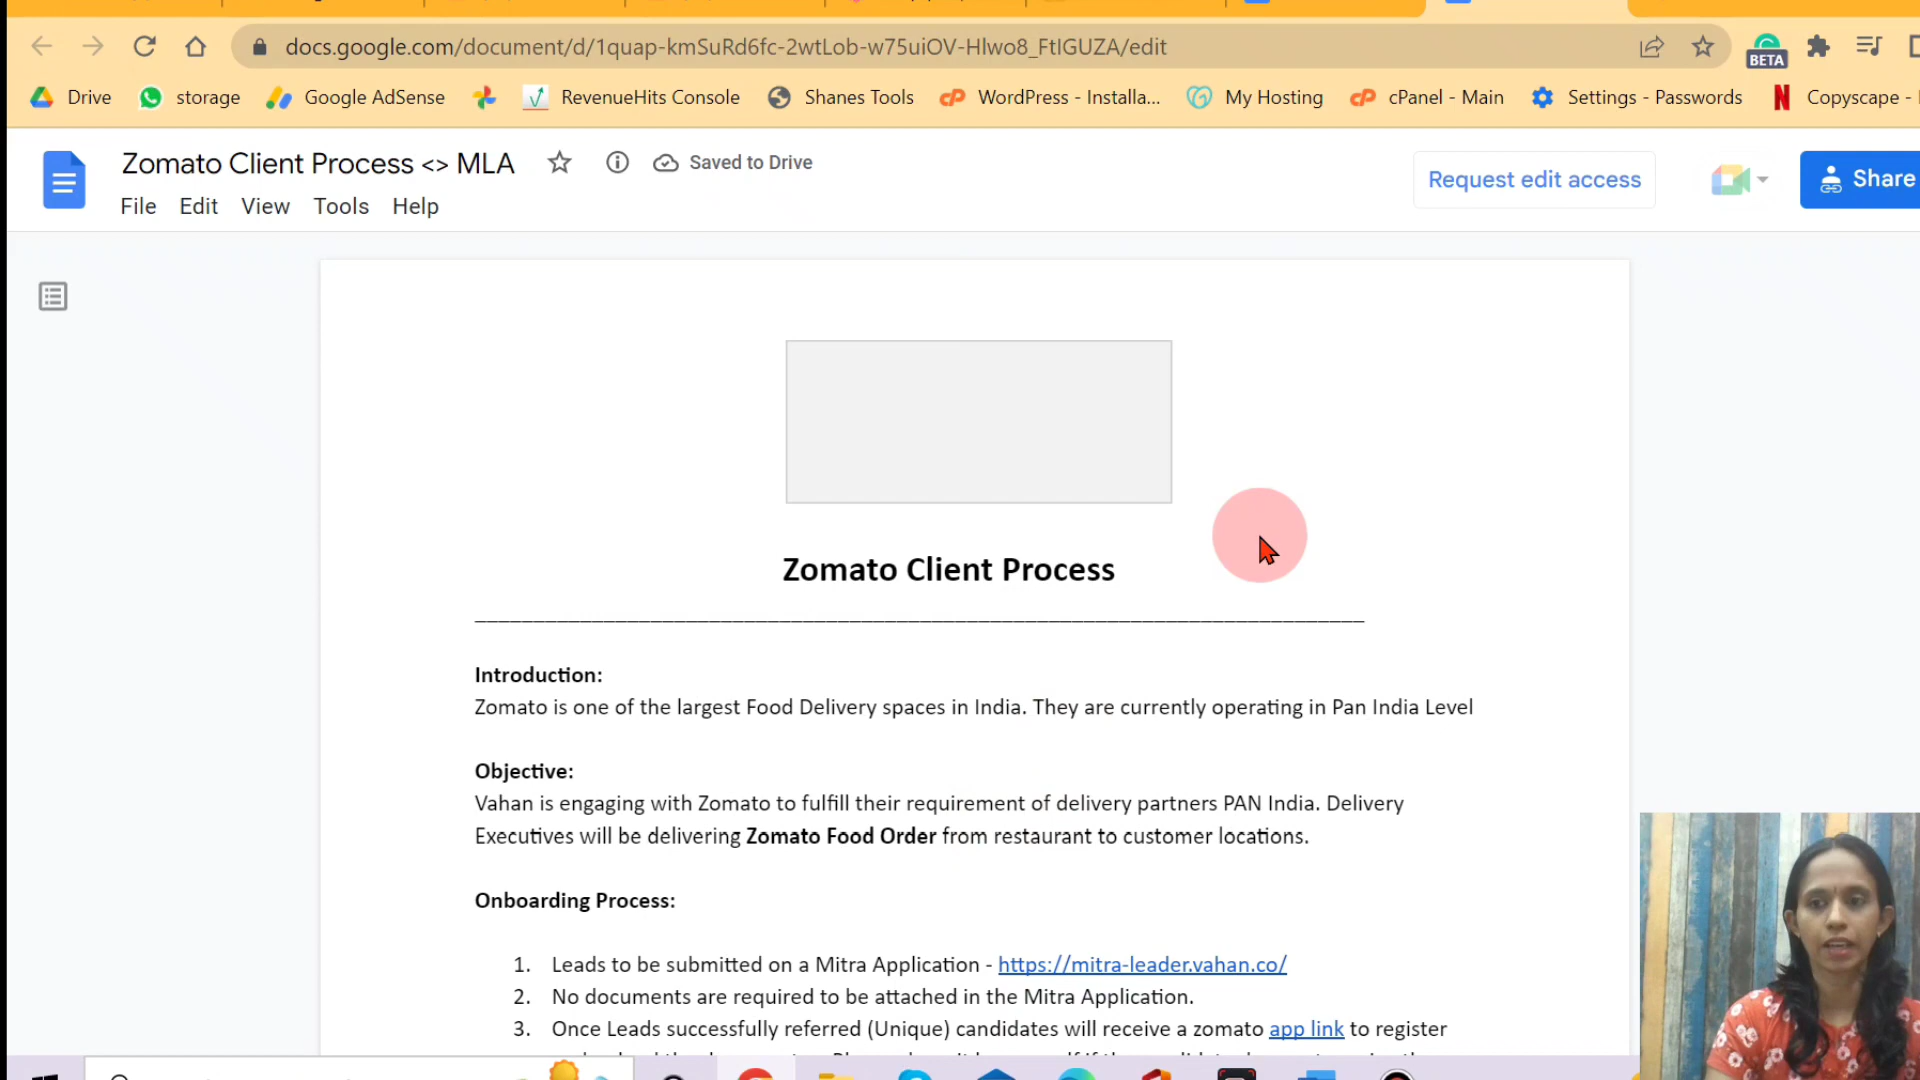 docs.google.com/document/d/1quap-kmSuRd6fc-2wtLob-w75uiOV-Hlwo8_FtIGUZA/edit
BETA
Drive storage Google AdSense RevenueHits Console Shanes Tools WordPress - Installa... My Hosting cPanel - Main Settings - Passwords Copyscape -
Zomato Client Process <> MLA Saved to Drive
Request edit access
Share
File Edit View Tools Help
Zomato Client Process
Introduction:
Zomato is one of the largest Food Delivery spaces in India. They are currently operating in Pan India Level
Objective:
Vahan is engaging with Zomato to fulfill their requirement of delivery partners PAN India. Delivery
Executives will be delivering Zomato Food Order from restaurant to customer locations.
Onboarding Process:
1. Leads to be submitted on a Mitra Application - https://mitra-leader.vahan.co/
2. No documents are required to be attached in the Mitra Application.
3. Once Leads successfully referred (Unique) candidates will receive a zomato app link to register